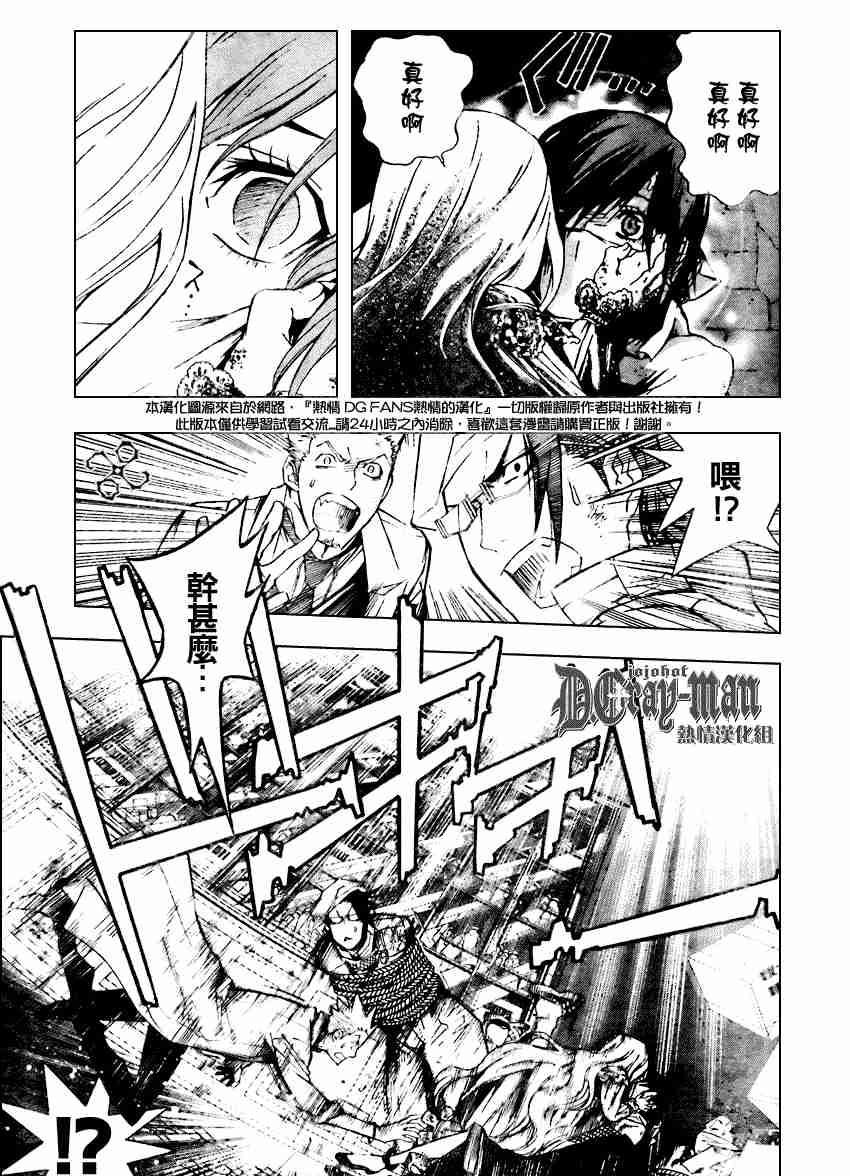 真好啊
真好啊
真好啊
ス…
本漢化圖源來自於網路，『熱情 DG FANS熱情的漢化』一切版權歸原作者與出版社擁有！
此版本僅供學習試看交流，請24小時之內消除，喜歡這套漫畫請購買正版！謝謝。
喂!?
幹甚麼…
jojohot
D.Gray-man
熱情漢化組
!?